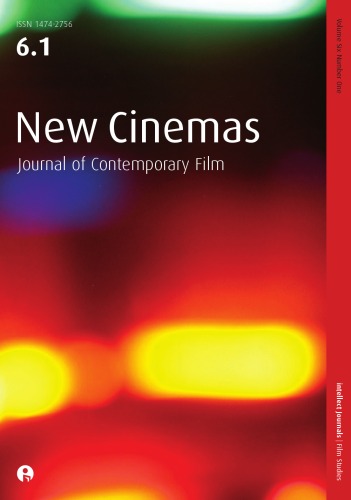 ISSN 1474-2756
6.1
New Cinemas
Journal of Contemporary Film
Volume Six Number One
intellect Journals | Film Studies